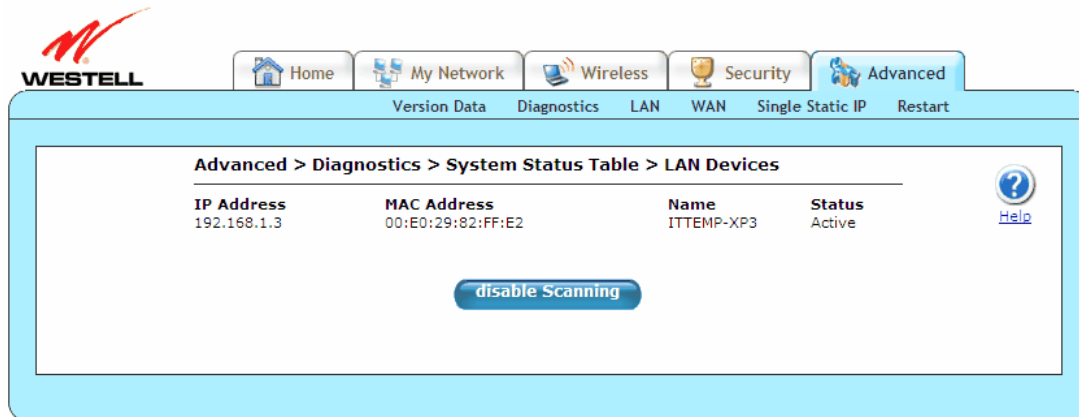 WESTELL
Home My Network Wireless Security Advanced
Version Data Diagnostics LAN WAN Single Static IP Restart
Advanced > Diagnostics > System Status Table > LAN Devices
IP Address MAC Address Name Status
192.168.1.3 00:E0:29:82:FF:E2 ITTEMP-XP3 Active
Help
disable Scanning